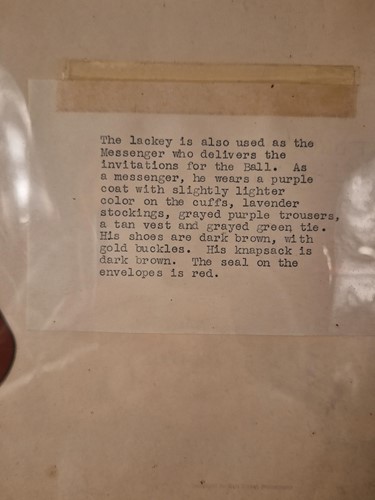 The lackey is also used as the
Messenger who delivers the
invitations for the Ball.  As
a messenger, he wears a purple
coat with slightly lighter
color on the cuffs, lavender
stockings, grayed purple trousers,
a tan vest and grayed green tie.
His shoes are dark brown, with
gold buckles.  His knapsack is
dark brown.  The seal on the
envelopes is red.